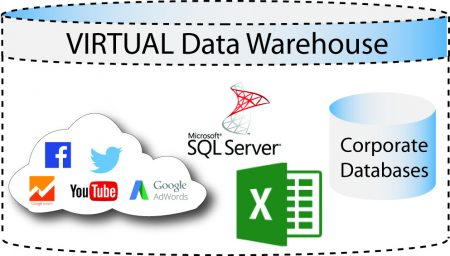 VIRTUAL Data Warehouse
Microsoft®
SQL Server
Corporate
Databases
f
You Tube
Google
AdWords
X